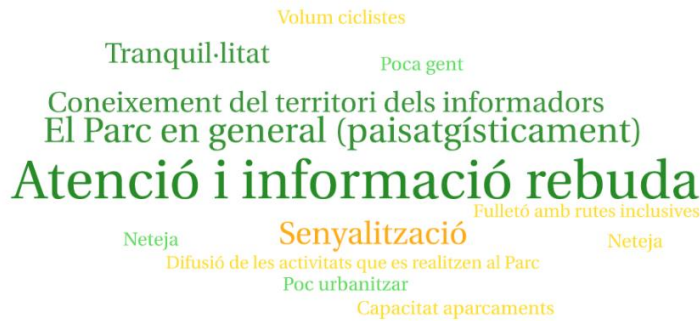 Volum ciclistes
Tranquil·litat
Poca gent
Coneixement del territori dels informadors
El Parc en general (paisatgísticament)
Atenció i informació rebuda
Fulletó amb rutes inclusives
Neteja
Senyalització
Neteja
Difusió de les activitats que es realitzen al Parc
Poc urbanitzar
Capacitat aparcaments